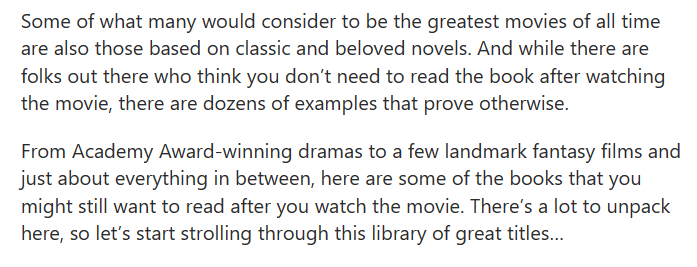 Some of what many would consider to be the greatest movies of all time
are also those based on classic and beloved novels. And while there are
folks out there who think you don’t need to read the book after watching
the movie, there are dozens of examples that prove otherwise.
From Academy Award-winning dramas to a few landmark fantasy films and
just about everything in between, here are some of the books that you
might still want to read after you watch the movie. There’s a lot to unpack
here, so let’s start strolling through this library of great titles…